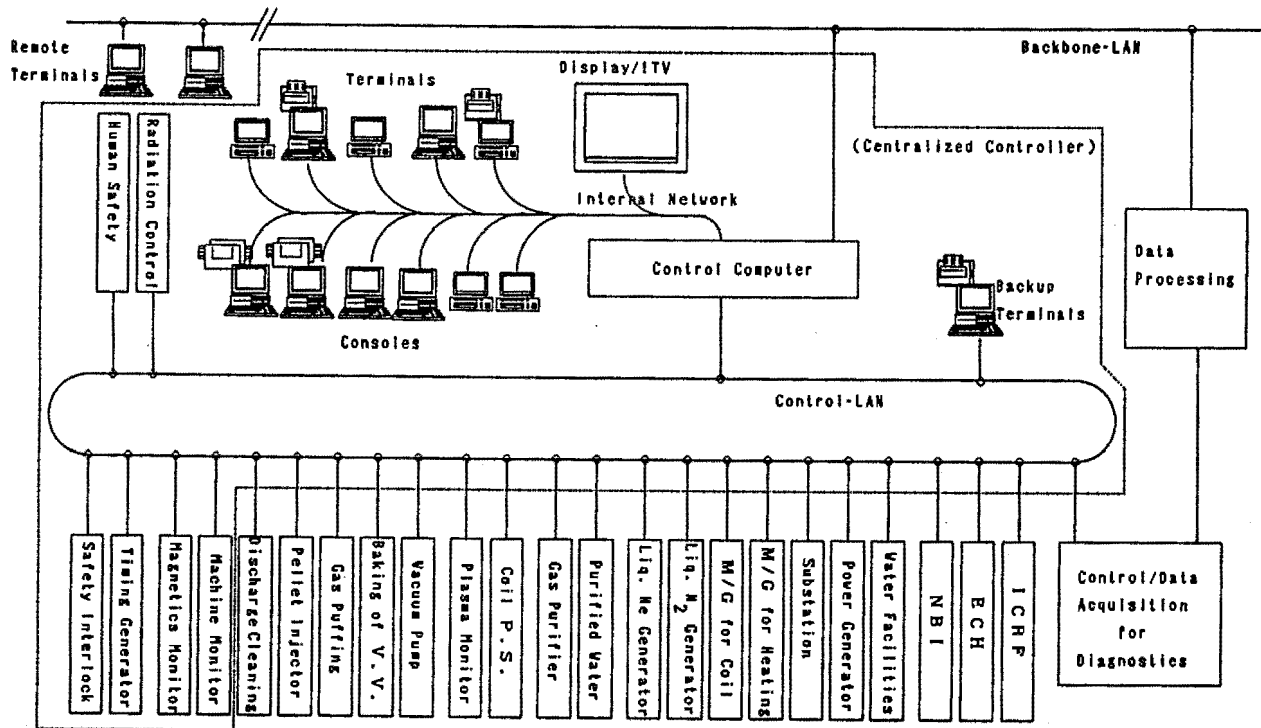 Remote
Terminals
Backbone-LAN
Display/ITV
Terminals
(Centralized Controller)
Human Safety
Radiation Control
Internal Network
Control Computer
Data
Processing
Backup
Terminals
Consoles
Control-LAN
Safety Interlock
Timing Generator
Magnetics Monitor
Machine Monitor
Discharge Cleaning
Pellet Injector
Gas Puffing
Baking of V.V.
Vacuum Pump
Plasma Monitor
Coil P.S.
Gas Purifier
Purified Water
Liq. He Generator
Liq. N2 Generator
M/G for Coil
M/G for Heating
Substation
Power Generator
Water Facilities
NBI
ECH
ICRF
Control/Data
Acquisition
for
Diagnostics